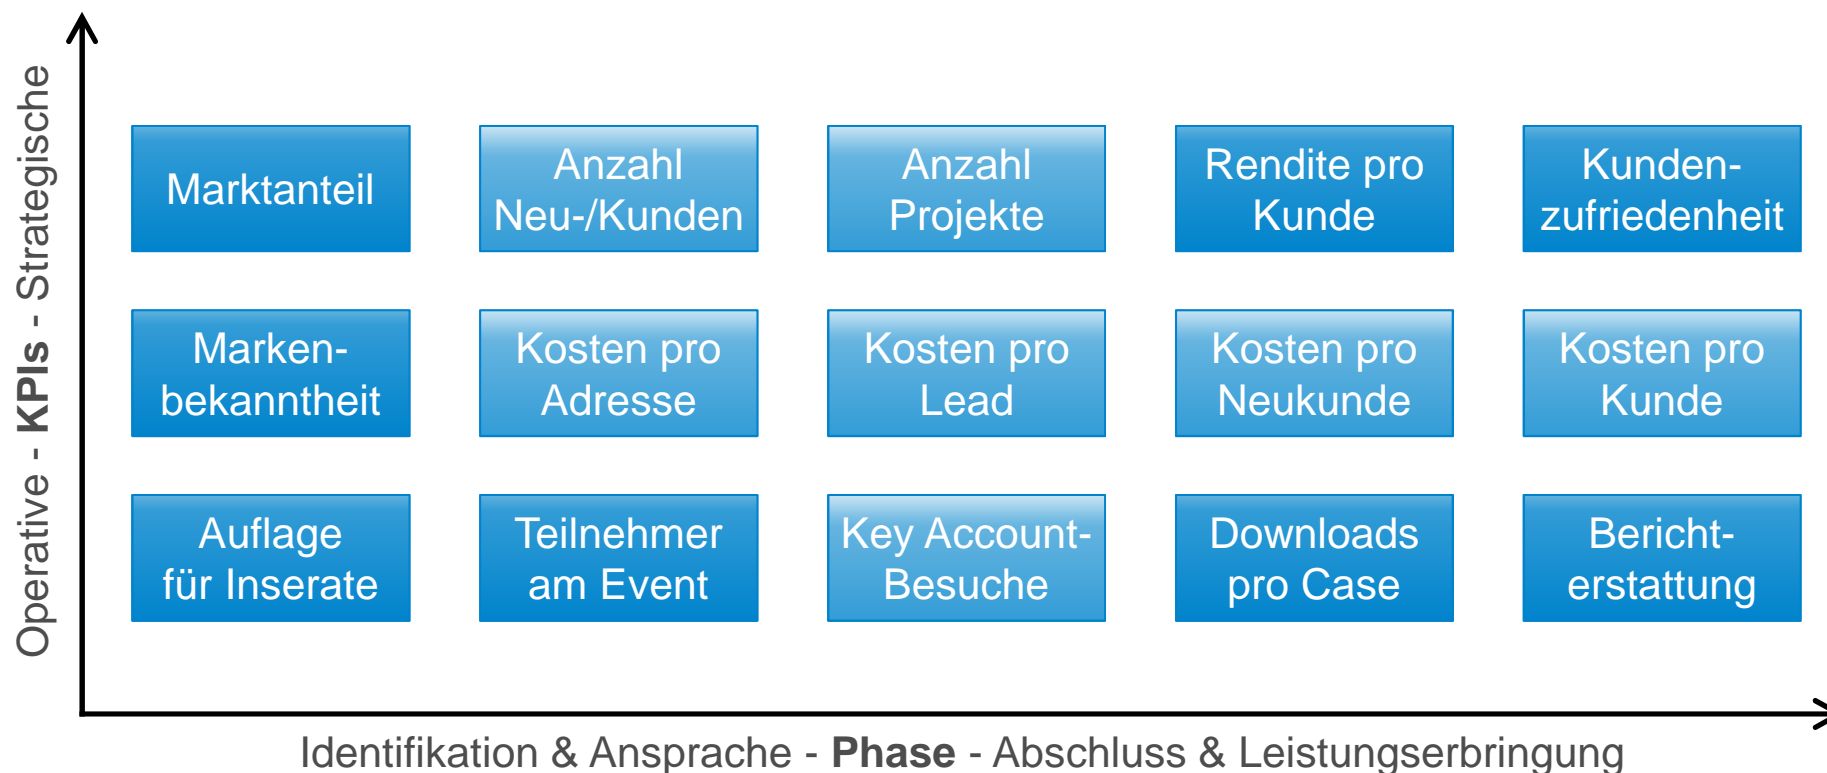 Operative - KPIs - Strategische
Marktanteil
Anzahl
Neu-/Kunden
Anzahl
Projekte
Rendite pro
Kunde
Kunden-
zufriedenheit
Marken-
bekanntheit
Kosten pro
Adresse
Kosten pro
Lead
Kosten pro
Neukunde
Kosten pro
Kunde
Auflage
für Inserate
Teilnehmer
am Event
Key Account-
Besuche
Downloads
pro Case
Bericht-
erstattung
Identifikation & Ansprache - Phase - Abschluss & Leistungserbringung